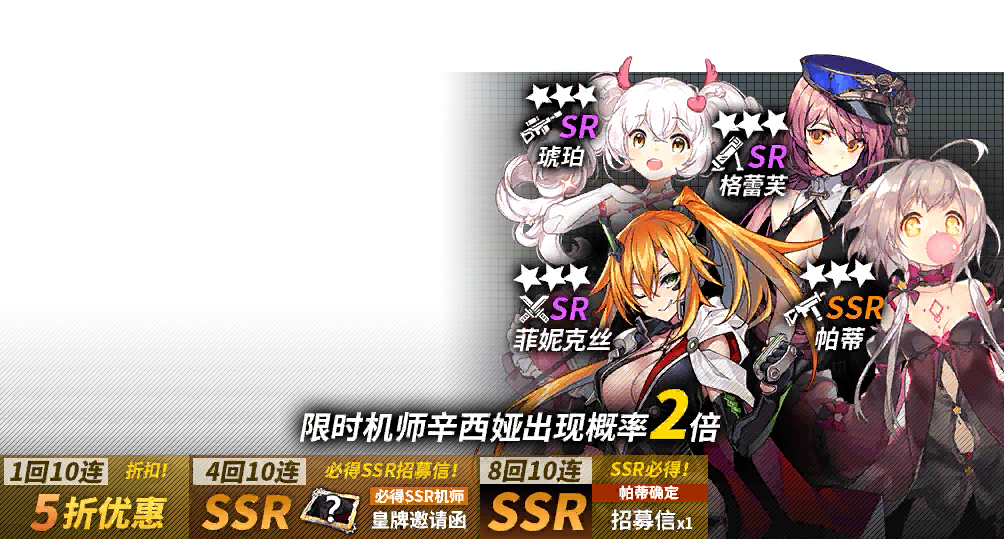 SR
琥珀
SR
格蕾芙
SR
菲妮克丝
SSR
帕蒂
限时机师辛西娅出现概率2倍
1回10连 折扣!
5折优惠
4回10连 必得SSR招募信!
SSR ? 必得SSR机师
皇牌邀请函
8回10连 SSR必得!
SSR 帕蒂确定
招募信x1